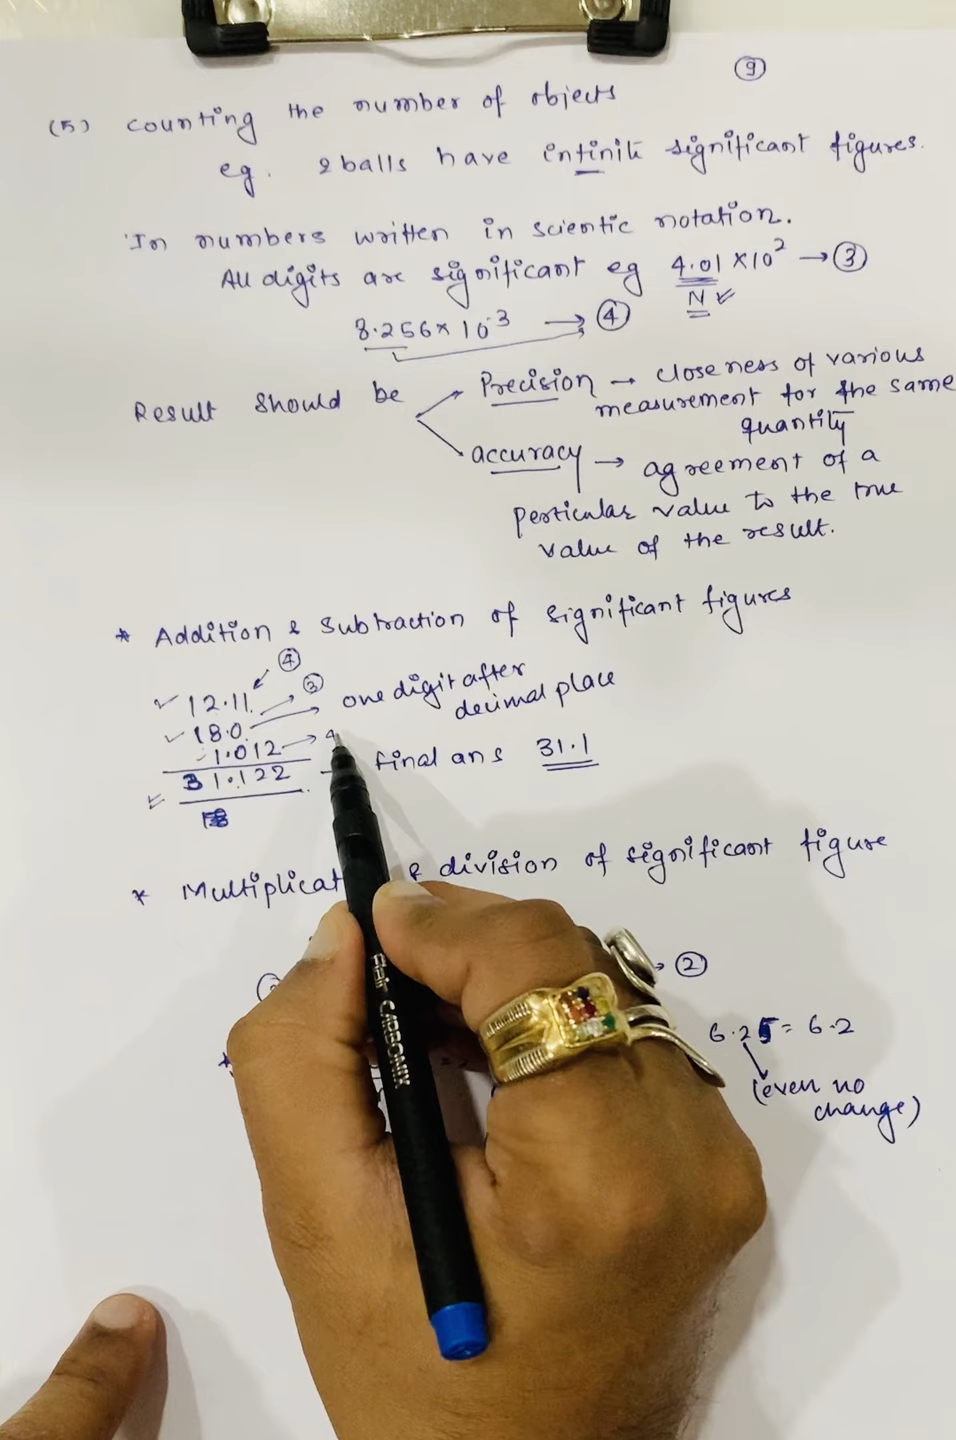 9
(5) Counting the number of objects
eg. 2balls have infinite significant figures.
In numbers written in scientic notation.
All digits are significant eg 4.01 ×10² → 3
N ✓
8.256×10⁻³ → 4
Result should be
Precision → closeness of various
measurement for the same
quantity
accuracy → agreement of a
perticular value to the true
value of the result.
* Addition & subtraction of significant figures
4
✓ 12.11 3 one digit after
decimal place
✓ 18.0
1.012 → 4
31.122 final ans 31.1
* Multiplicat & division of significant figure
→ 2
6.25 = 6.2
(even no
change)
Flair CARBONIX